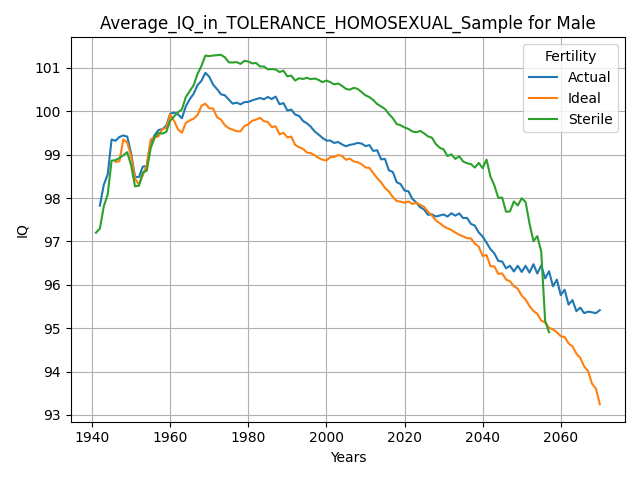 Average_IQ_in_TOLERANCE_HOMOSEXUAL_Sample for Male
Fertility
Actual
Ideal
Sterile
IQ
101
100
99
98
97
96
95
94
93
1940
1960
1980
2000
2020
2040
2060
Years